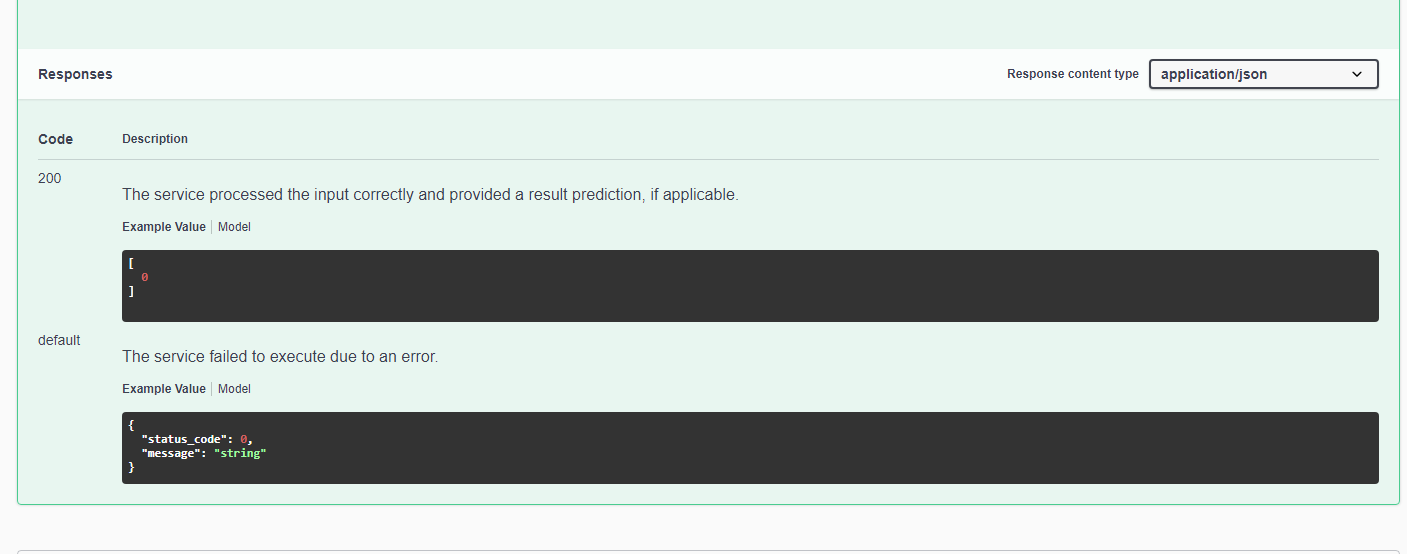 Responses
Response content type
application/json
Code
Description
200
The service processed the input correctly and provided a result prediction, if applicable.
Example Value | Model
[
0
]
default
The service failed to execute due to an error.
Example Value | Model
{
"status_code": 0,
"message": "string"
}